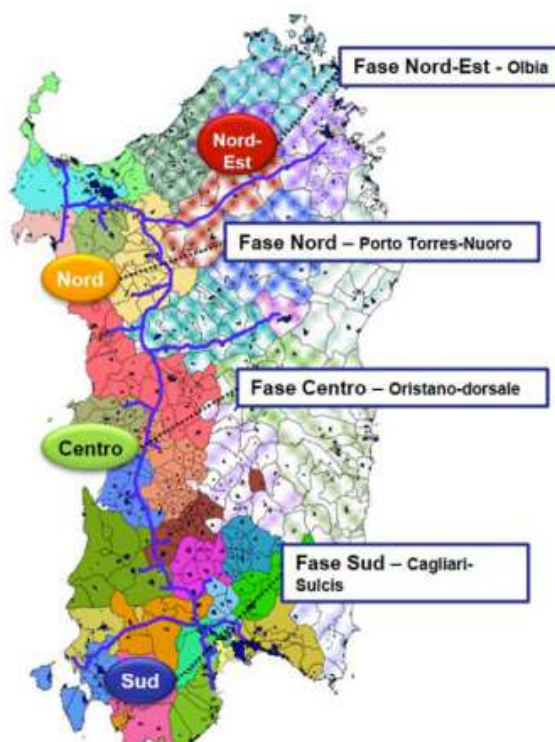 Fase Nord-Est - Olbia
Nord-
Est
Fase Nord – Porto Torres-Nuoro
Nord
Fase Centro – Oristano-dorsale
Centro
Fase Sud – Cagliari-
Sulcis
Sud